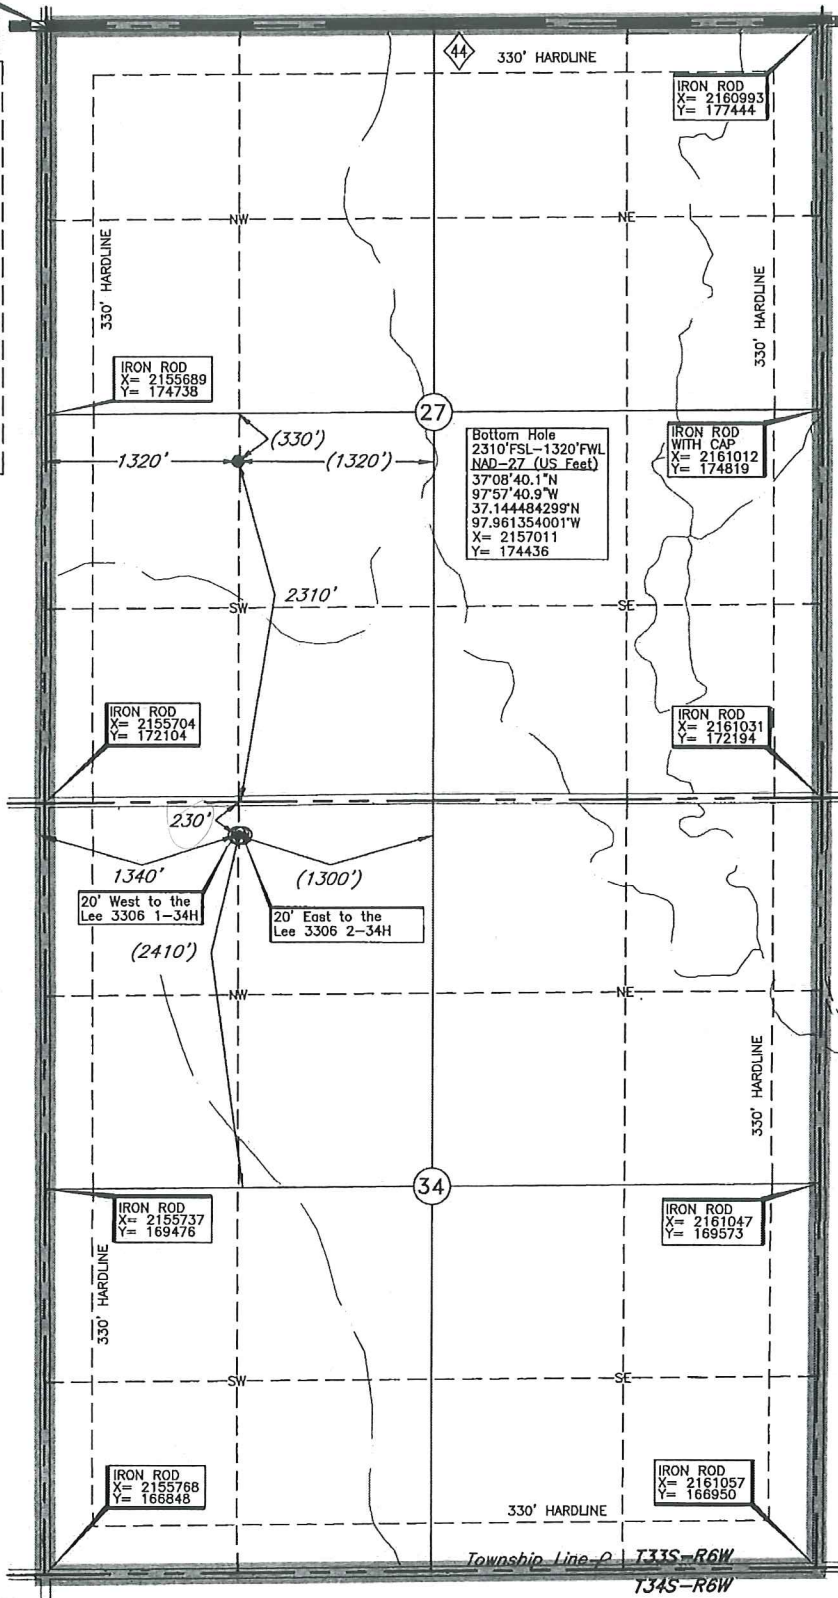 44
330' HARDLINE
IRON ROD
X= 2160993
Y= 177444
NW
NE
330' HARDLINE
330' HARDLINE
IRON ROD
X= 2155689
Y= 174738
27
(330')
1320'
(1320')
Bottom Hole
2310'FSL-1320'FWL
NAD-27 (US Feet)
37°08'40.1"N
97°57'40.9"W
37.144484299°N
97.961354001°W
X= 2157011
Y= 174436
IRON ROD
WITH CAP
X= 2161012
Y= 174819
2310'
SW
SE
IRON ROD
X= 2155704
Y= 172104
IRON ROD
X= 2161031
Y= 172194
230'
1340'
(1300')
20' West to the
Lee 3306 1-34H
20' East to the
Lee 3306 2-34H
(2410')
NW
NE
330' HARDLINE
34
IRON ROD
X= 2155737
Y= 169476
IRON ROD
X= 2161047
Y= 169573
330' HARDLINE
SW
SE
IRON ROD
X= 2155768
Y= 166848
IRON ROD
X= 2161057
Y= 166950
330' HARDLINE
Township Line
T33S-R6W
T34S-R6W